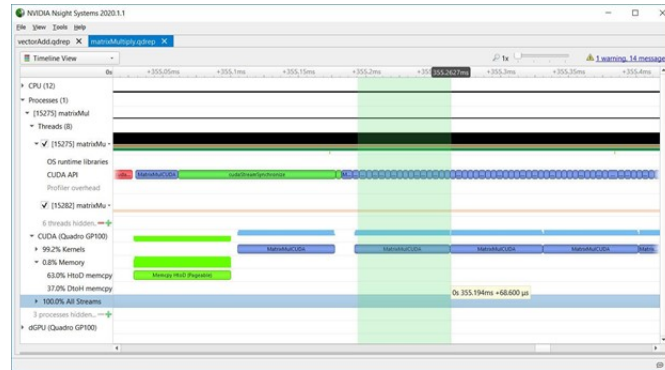 NVIDIA Nsight Systems 2020.1.1
File View Tools Help
vectorAdd.qdrep matrixMultiply.qdrep
Timeline View 1x 1 warning, 14 message
0s +355,05ms +355,1ms +355,15ms +355,2ms 355.2627ms +355,3ms +355,35ms +355,4ms
CPU (12)
Processes (1)
[15275] matrixMul
Threads (8)
[15275] matrixMu
OS runtime libraries
CUDA API MatrixMulCUDA cudaStreamSynchronize M...
Profiler overhead
[15282] matrixMu
6 threads hidden...
CUDA (Quadro GP100)
99.2% Kernels MatrixMulCUDA MatrixMulCUDA MatrixMulCUDA MatrixMulCUDA Matrix...
0.8% Memory
63.0% HtoD memcpy Memcpy HtoD (Pageable)
37.0% DtoH memcpy
0s 355.194ms +68.600 µs
100.0% All Streams
3 processes hidden...
dGPU (Quadro GP100)